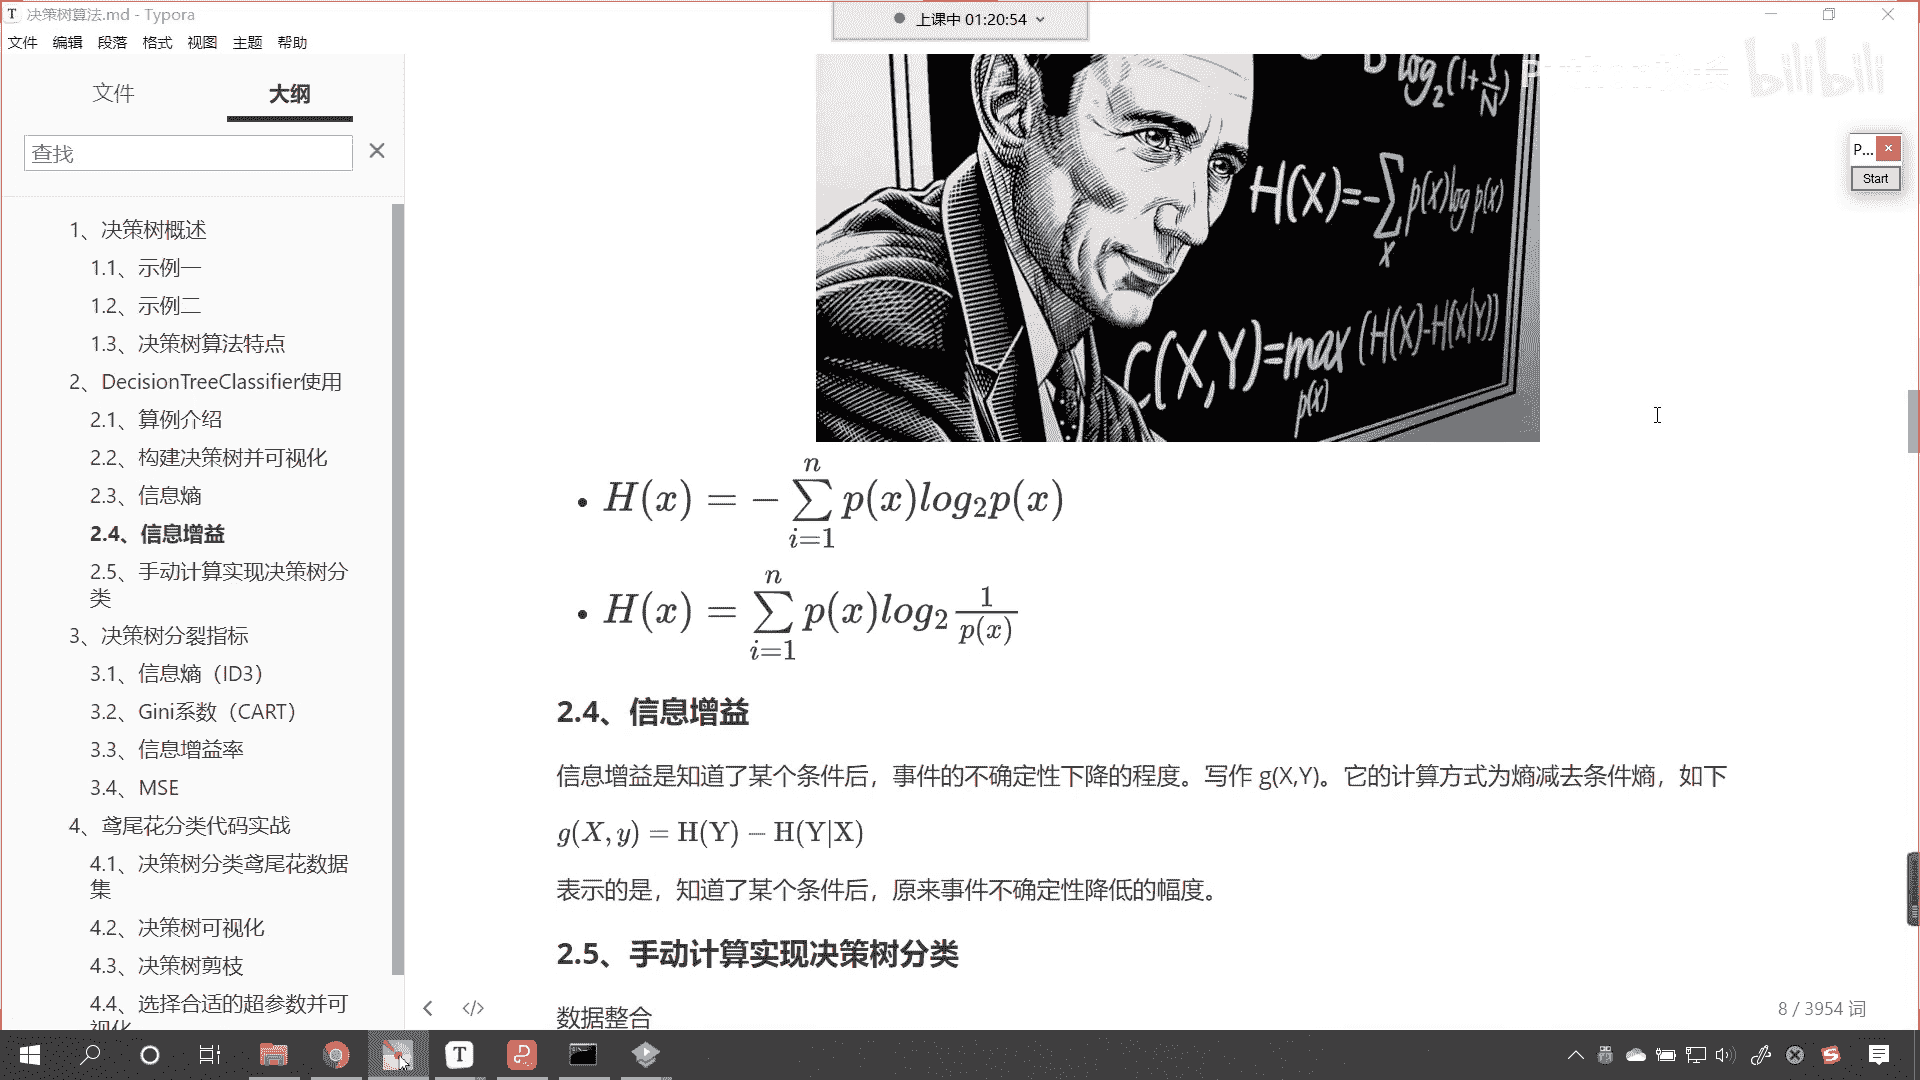 决策树算法.md - Typora
上课中 01:20:54
文件 编辑 段落 格式 视图 主题 帮助
文件 大纲
查找
1、决策树概述
1.1、示例一
1.2、示例二
1.3、决策树算法特点
2、DecisionTreeClassifier使用
2.1、算例介绍
2.2、构建决策树并可视化
2.3、信息熵
2.4、信息增益
2.5、手动计算实现决策树分
类
3、决策树分裂指标
3.1、信息熵（ID3）
3.2、Gini系数（CART）
3.3、信息增益率
3.4、MSE
4、鸢尾花分类代码实战
4.1、决策树分类鸢尾花数据
集
4.2、决策树可视化
4.3、决策树剪枝
4.4、选择合适的超参数并可
视化
log₂(1+S/N)
H(X)=-∑ p(x)log p(x)
X
C(X,Y)=max (H(X)-H(X|Y))
p(x)
bilibili
P...
Start
• H(x) = -∑_{i=1}^{n} p(x)log₂p(x)
• H(x) = ∑_{i=1}^{n} p(x)log₂ 1/p(x)
2.4、信息增益
信息增益是知道了某个条件后，事件的不确定性下降的程度。写作 g(X,Y)。它的计算方式为熵减去条件熵，如下
g(X, y) = H(Y) − H(Y|X)
表示的是，知道了某个条件后，原来事件不确定性降低的幅度。
2.5、手动计算实现决策树分类
数据整合
8 / 3954 词